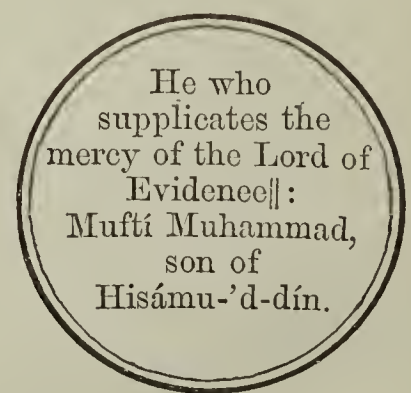 He who
supplicates the
mercy of the Lord of
Evidence||:
Muftí Muhammad,
son of
Hisámu-'d-dín.